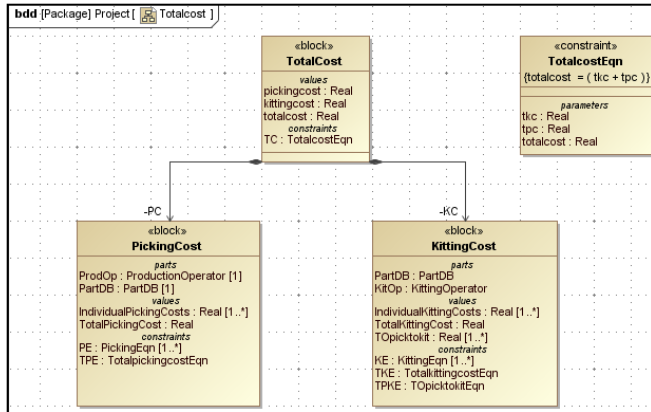 bdd [Package] Project [ Totalcost ]
«block»
TotalCost
values
pickingcost : Real
kittingcost : Real
totalcost : Real
constraints
TC : TotalcostEqn
«constraint»
TotalcostEqn
{totalcost = ( tkc + tpc )}
parameters
tkc : Real
tpc : Real
totalcost : Real
-PC
-KC
«block»
PickingCost
parts
ProdOp : ProductionOperator [1]
PartDB : PartDB [1]
values
IndividualPickingCosts : Real [1..*]
TotalPickingCost : Real
constraints
PE : PickingEqn [1..*]
TPE : TotalpickingcostEqn
«block»
KittingCost
parts
PartDB : PartDB
KitOp : KittingOperator
values
IndividualKittingCosts : Real [1..*]
TotalKittingCost : Real
TOpicktokit : Real [1..*]
constraints
KE : KittingEqn [1..*]
TKE : TotalkittingcostEqn
TPKE : TOpicktokitEqn